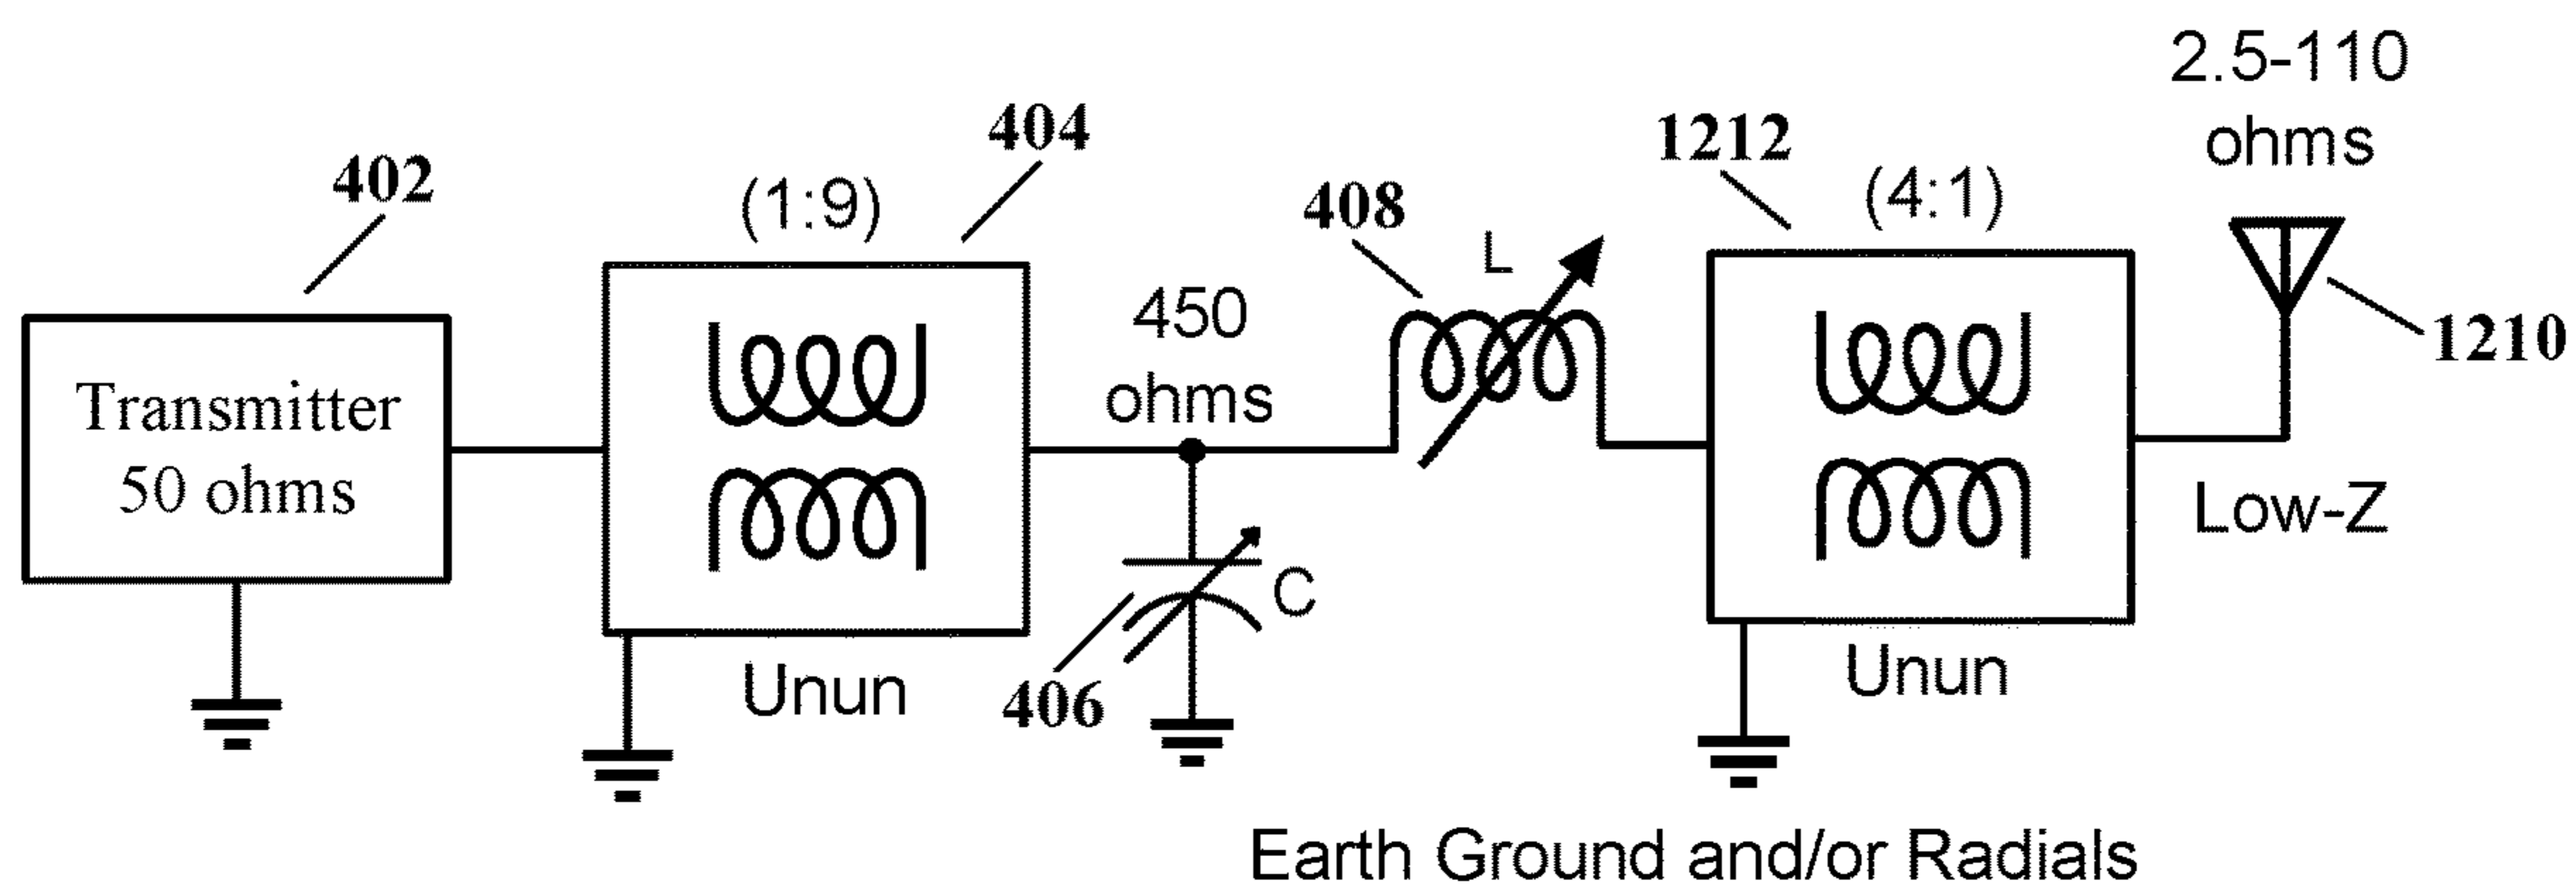 402
Transmitter
50 ohms
(1:9)
404
Unun
450
ohms
406
C
408
L
1212
(4:1)
Unun
2.5-110
ohms
1210
Low-Z
Earth Ground and/or Radials